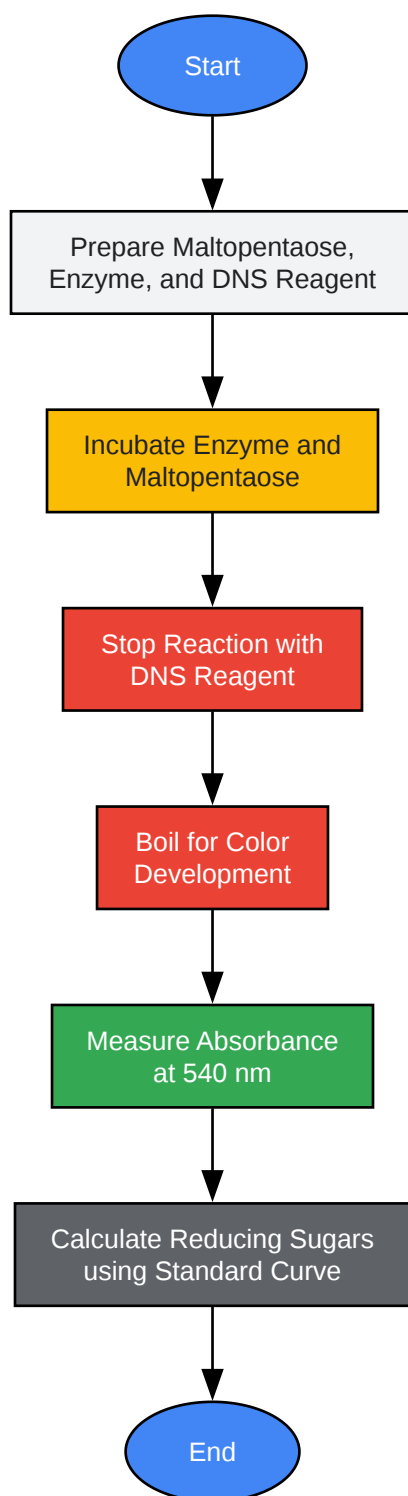 Start
Prepare Maltopentaose,
Enzyme, and DNS Reagent
Incubate Enzyme and
Maltopentaose
Stop Reaction with
DNS Reagent
Boil for Color
Development
Measure Absorbance
at 540 nm
Calculate Reducing Sugars
using Standard Curve
End